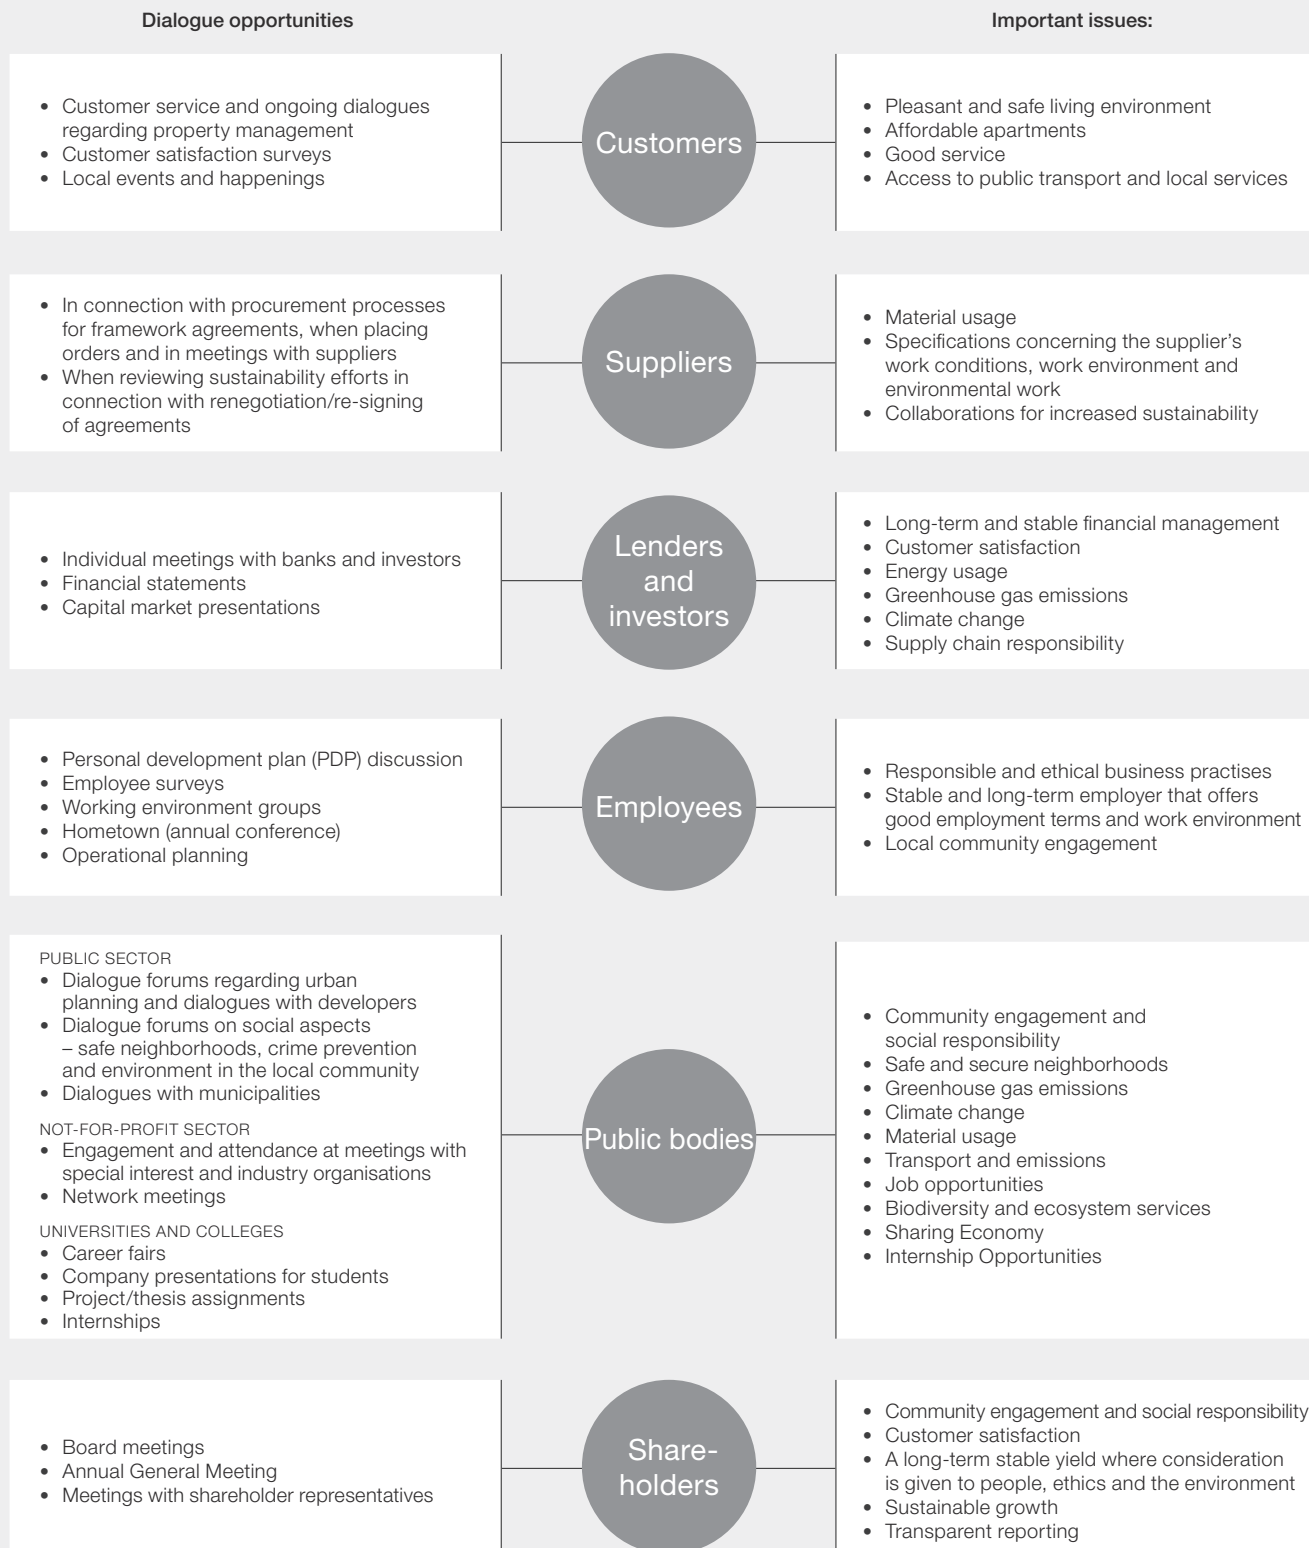 Dialogue opportunities
Important issues:
• Customer service and ongoing dialogues
regarding property management
• Customer satisfaction surveys
• Local events and happenings
Customers
• Pleasant and safe living environment
• Affordable apartments
• Good service
• Access to public transport and local services
• In connection with procurement processes
for framework agreements, when placing
orders and in meetings with suppliers
• When reviewing sustainability efforts in
connection with renegotiation/re-signing
of agreements
Suppliers
• Material usage
• Specifications concerning the supplier's
work conditions, work environment and
environmental work
• Collaborations for increased sustainability
• Individual meetings with banks and investors
• Financial statements
• Capital market presentations
Lenders
and
investors
• Long-term and stable financial management
• Customer satisfaction
• Energy usage
• Greenhouse gas emissions
• Climate change
• Supply chain responsibility
• Personal development plan (PDP) discussion
• Employee surveys
• Working environment groups
• Hometown (annual conference)
• Operational planning
Employees
• Responsible and ethical business practises
• Stable and long-term employer that offers
good employment terms and work environment
• Local community engagement
PUBLIC SECTOR
• Dialogue forums regarding urban
planning and dialogues with developers
• Dialogue forums on social aspects
– safe neighborhoods, crime prevention
and environment in the local community
• Dialogues with municipalities
NOT-FOR-PROFIT SECTOR
• Engagement and attendance at meetings with
special interest and industry organisations
• Network meetings
UNIVERSITIES AND COLLEGES
• Career fairs
• Company presentations for students
• Project/thesis assignments
• Internships
Public bodies
• Community engagement and
social responsibility
• Safe and secure neighborhoods
• Greenhouse gas emissions
• Climate change
• Material usage
• Transport and emissions
• Job opportunities
• Biodiversity and ecosystem services
• Sharing Economy
• Internship Opportunities
• Board meetings
• Annual General Meeting
• Meetings with shareholder representatives
Share-
holders
• Community engagement and social responsibility
• Customer satisfaction
• A long-term stable yield where consideration
is given to people, ethics and the environment
• Sustainable growth
• Transparent reporting